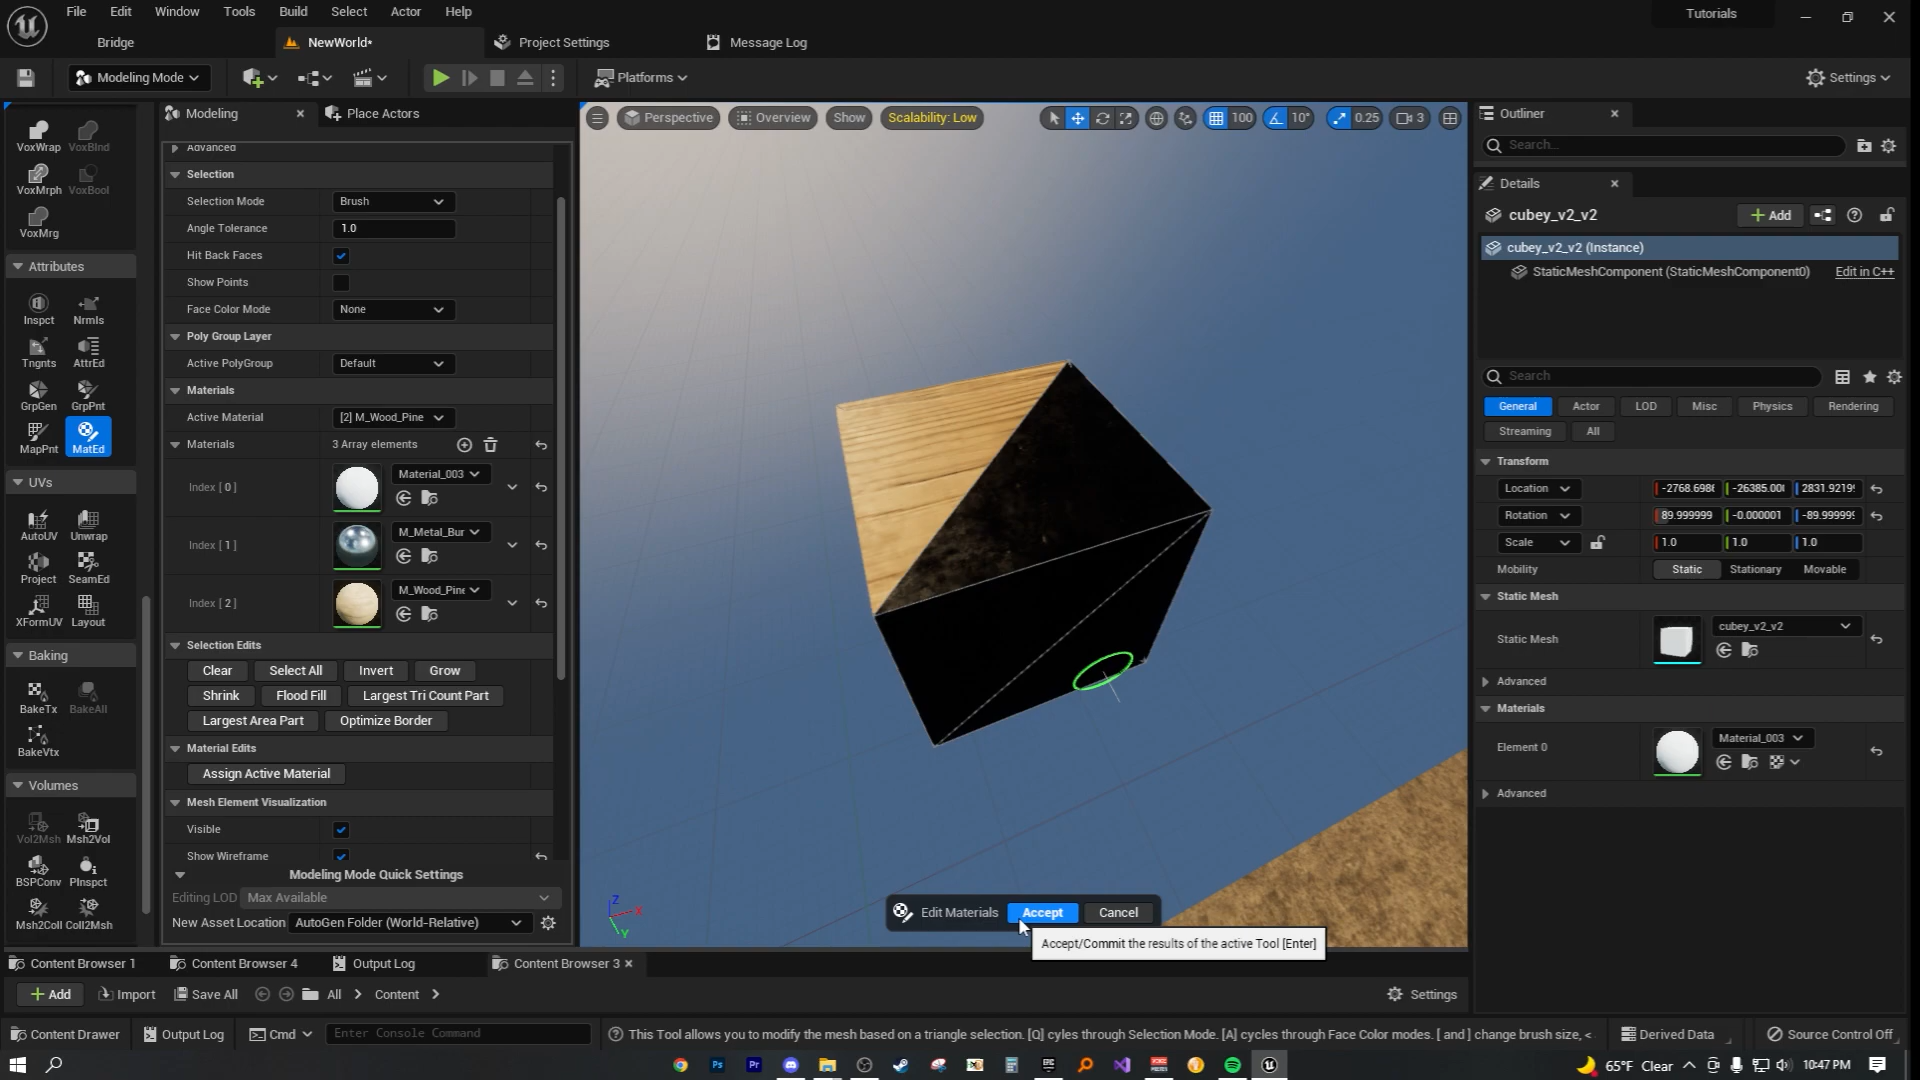 File Edit Window Tools Build Select Actor Help
Tutorials
Bridge
NewWorld*
Project Settings
Message Log
Modeling Mode
Platforms
Settings
VoxWrap VoxBlnd
VoxMrph VoxBool
VoxMrg
Attributes
Inspct Nrmls
Tngnts AttrEd
GrpGen GrpPnt
MapPnt MatEd
UVs
AutoUV Unwrap
Project SeamEd
XFormUV Layout
Baking
BakeTx BakeAll
BakeVtx
Volumes
Vol2Msh Msh2Vol
BSPConv PInspct
Msh2Coll Coll2Msh
Modeling
Place Actors
Advanced
Selection
Selection Mode Brush
Angle Tolerance 1.0
Hit Back Faces
Show Points
Face Color Mode None
Poly Group Layer
Active PolyGroup Default
Materials
Active Material [2] M_Wood_Pine
Materials 3 Array elements
Index [ 0 ] Material_003
Index [ 1 ] M_Metal_Bur
Index [ 2 ] M_Wood_Pine
Selection Edits
Clear Select All Invert Grow
Shrink Flood Fill Largest Tri Count Part
Largest Area Part Optimize Border
Material Edits
Assign Active Material
Mesh Element Visualization
Visible
Show Wireframe
Modeling Mode Quick Settings
Editing LOD Max Available
New Asset Location AutoGen Folder (World-Relative)
Perspective Overview Show Scalability: Low
100 10° 0.25 3
Z X Y
Edit Materials Accept Cancel
Accept/Commit the results of the active Tool [Enter]
Outliner
Search...
Details
cubey_v2_v2
Add
cubey_v2_v2 (Instance)
StaticMeshComponent (StaticMeshComponent0) Edit in C++
Search
General Actor LOD Misc Physics Rendering
Streaming All
Transform
Location -2768.698 -26385.00 2831.9219
Rotation 89.999999 -0.000001 -89.99999
Scale 1.0 1.0 1.0
Mobility Static Stationary Movable
Static Mesh
Static Mesh cubey_v2_v2
Advanced
Materials
Element 0 Material_003
Advanced
Content Browser 1 Content Browser 4 Output Log Content Browser 3
Add Import Save All All Content
Settings
Content Drawer Output Log Cmd Enter Console Command
This Tool allows you to modify the mesh based on a triangle selection. [Q] cyles through Selection Mode. [A] cycles through Face Color modes. [ and ] change brush size, <
Derived Data Source Control Off
65°F Clear 10:47 PM